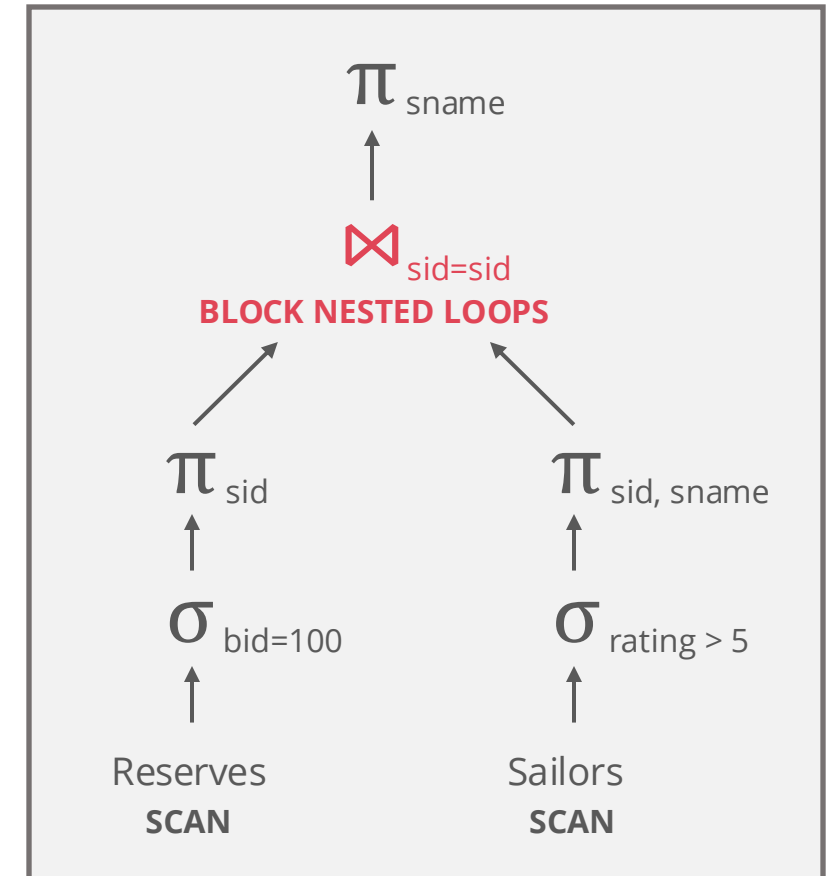 π sname
⋈ sid=sid
BLOCK NESTED LOOPS
π sid
π sid, sname
σ bid=100
σ rating > 5
Reserves
Sailors
SCAN
SCAN